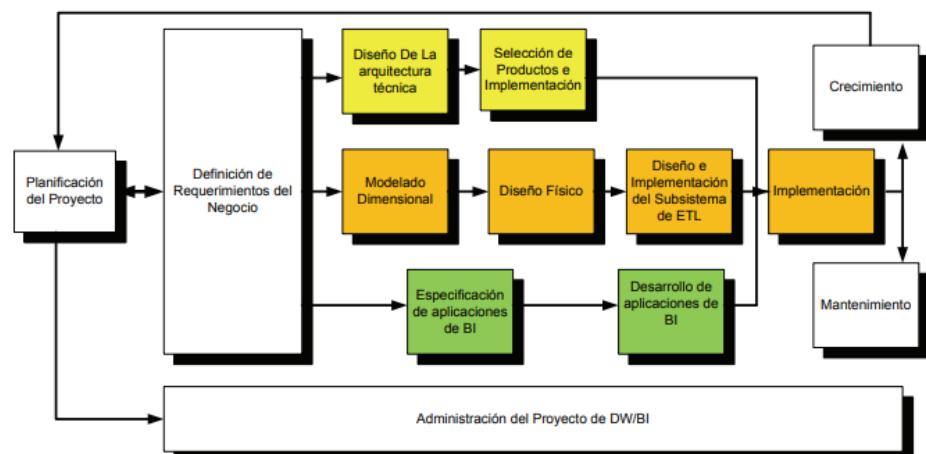 Diseño De La
arquitectura
técnica
Selección de
Productos e
Implementación
Crecimiento
Planificación
del Proyecto
Definición de
Requerimientos del
Negocio
Modelado
Dimensional
Diseño Físico
Diseño e
Implementación
del Subsistema
de ETL
Implementación
Especificación
de aplicaciones
de BI
Desarrollo de
aplicaciones de
BI
Mantenimiento
Administración del Proyecto de DW/BI